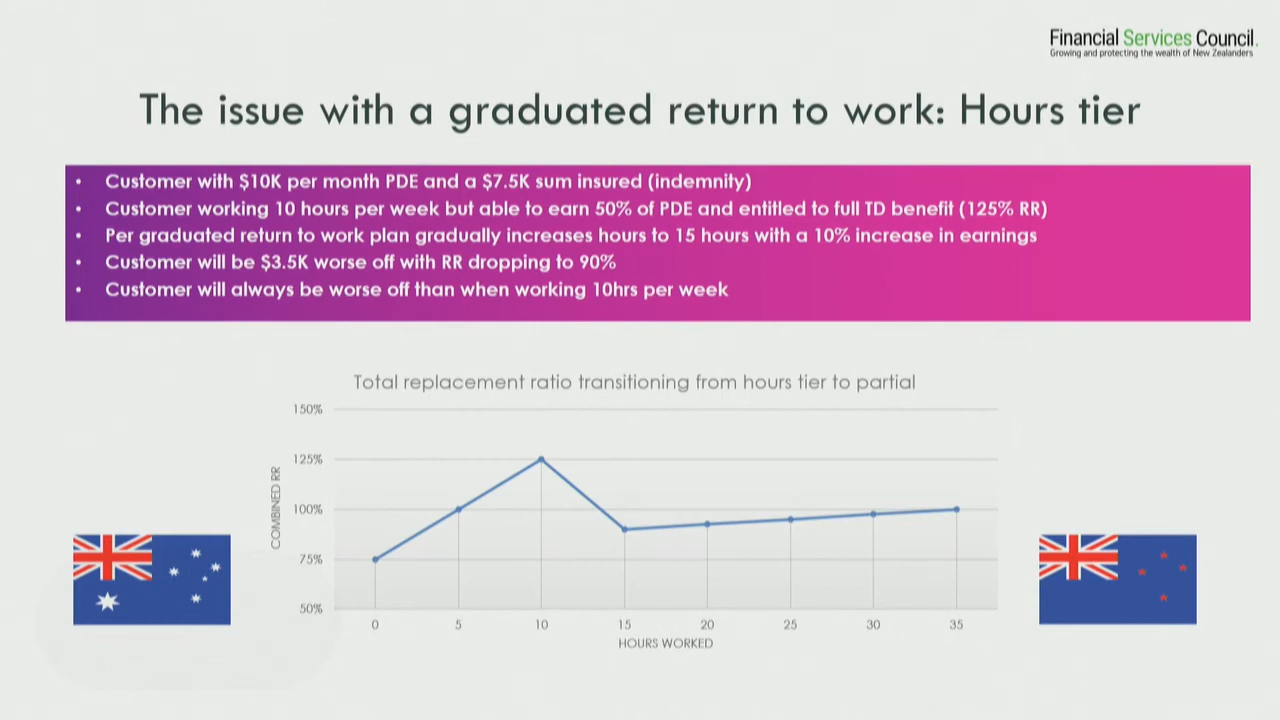 Financial Services Council.
Growing and protecting the wealth of New Zealanders
The issue with a graduated return to work: Hours tier
• Customer with $10K per month PDE and a $7.5K sum insured (indemnity)
• Customer working 10 hours per week but able to earn 50% of PDE and entitled to full TD benefit (125% RR)
• Per graduated return to work plan gradually increases hours to 15 hours with a 10% increase in earnings
• Customer will be $3.5K worse off with RR dropping to 90%
• Customer will always be worse off than when working 10hrs per week
Total replacement ratio transitioning from hours tier to partial
150%
125%
100%
75%
50%
COMBINED RR
0 5 10 15 20 25 30 35
HOURS WORKED